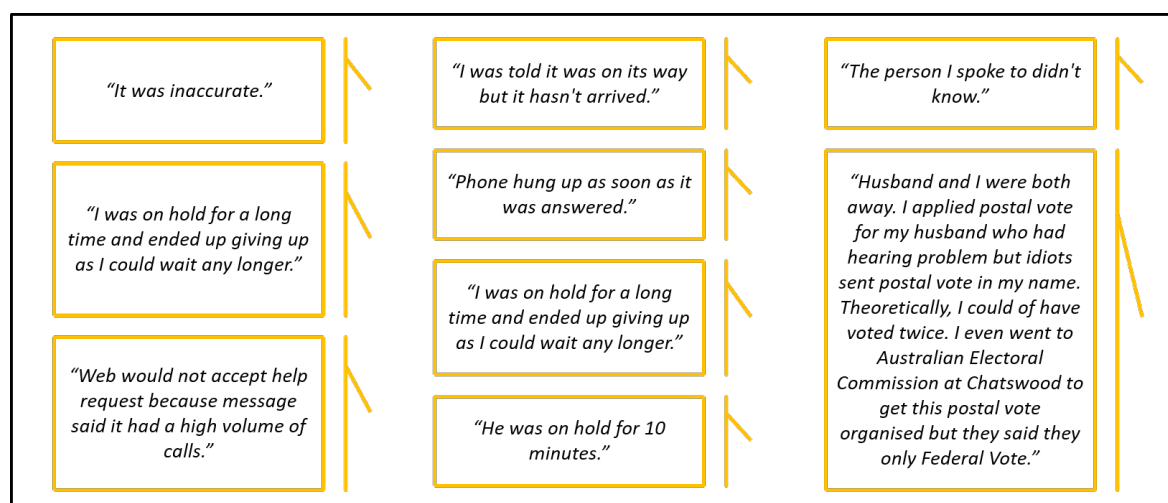 “It was inaccurate.”
“I was on hold for a long
time and ended up giving up
as I could wait any longer.”
“Web would not accept help
request because message
said it had a high volume of
calls.”
“I was told it was on its way
but it hasn't arrived.”
“Phone hung up as soon as it
was answered.”
“I was on hold for a long
time and ended up giving up
as I could wait any longer.”
“He was on hold for 10
minutes.”
“The person I spoke to didn't
know.”
“Husband and I were both
away. I applied postal vote
for my husband who had
hearing problem but idiots
sent postal vote in my name.
Theoretically, I could of have
voted twice. I even went to
Australian Electoral
Commission at Chatswood to
get this postal vote
organised but they said they
only Federal Vote.”